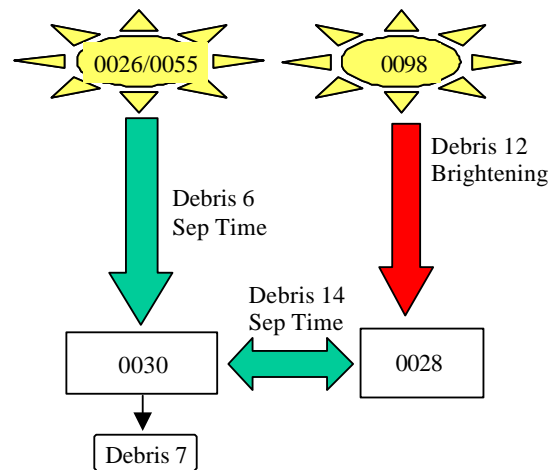 0026/0055
0098
Debris 12
Brightening
Debris 6
Sep Time
Debris 14
Sep Time
0030
0028
Debris 7